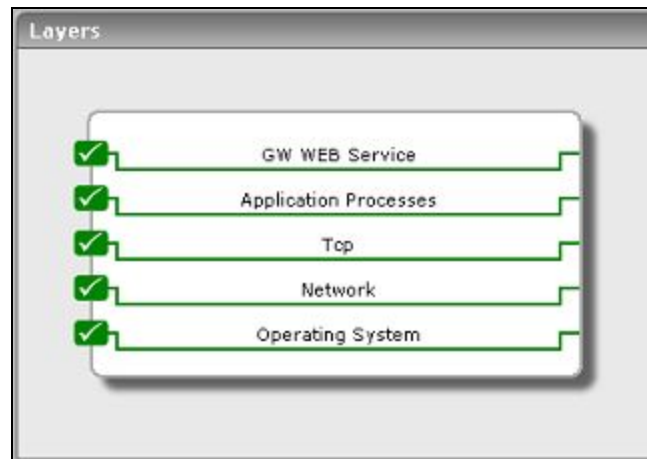 Layers
GW WEB Service
Application Processes
Tcp
Network
Operating System